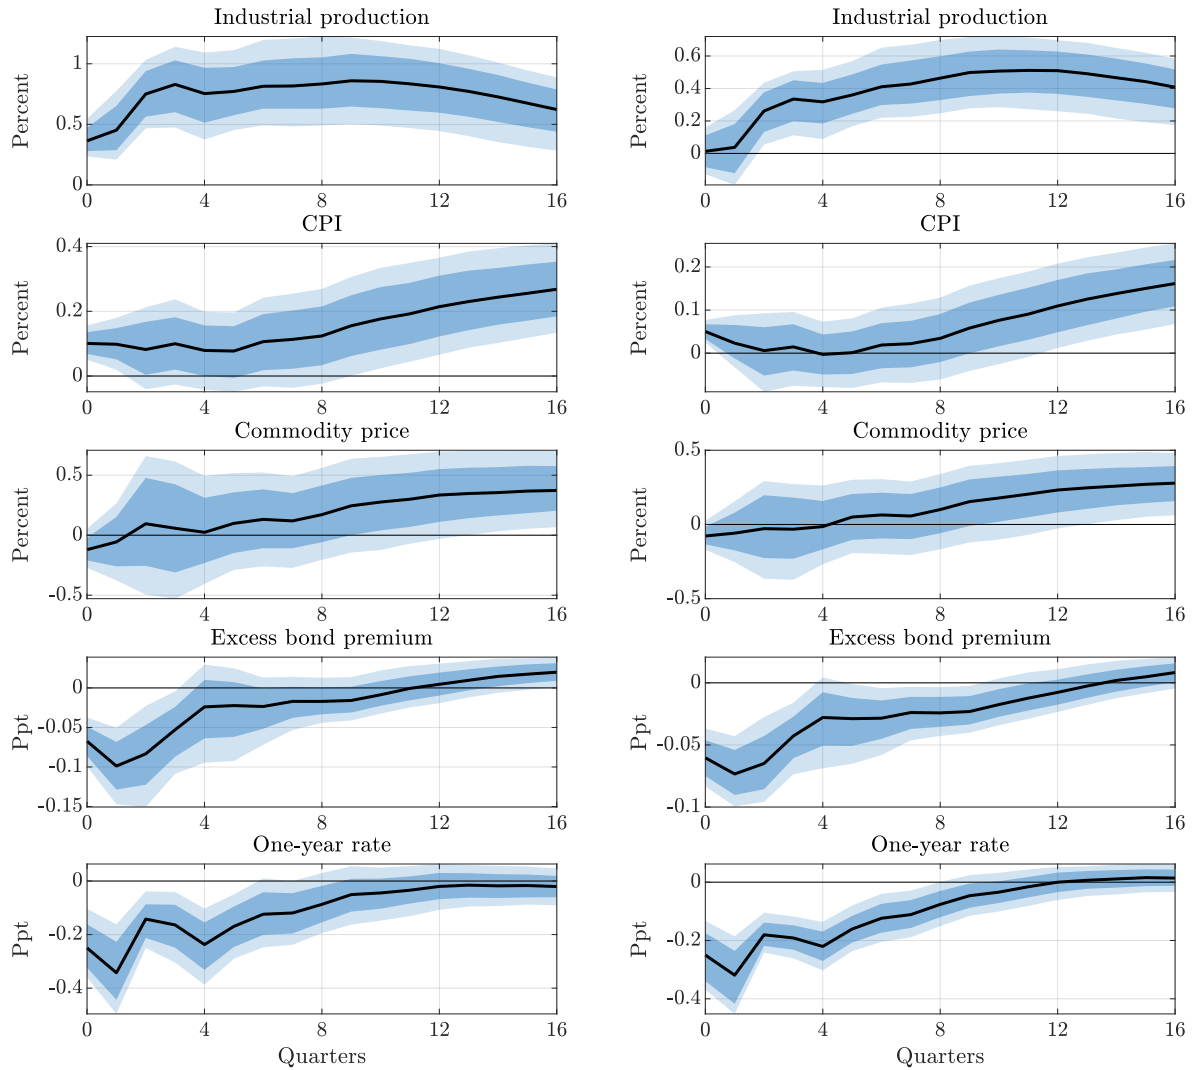 Industrial production
Percent
1
0.5
0
0 4 8 12 16
CPI
Percent
0.4
0.2
0
0 4 8 12 16
Commodity price
Percent
0.5
0
-0.5
0 4 8 12 16
Excess bond premium
Ppt
0
-0.05
-0.1
-0.15
0 4 8 12 16
One-year rate
Ppt
0
-0.2
-0.4
0 4 8 12 16
Quarters
Industrial production
Percent
0.6
0.4
0.2
0
0 4 8 12 16
CPI
Percent
0.2
0.1
0
0 4 8 12 16
Commodity price
Percent
0.5
0
-0.5
0 4 8 12 16
Excess bond premium
Ppt
0
-0.05
-0.1
0 4 8 12 16
One-year rate
Ppt
0
-0.2
-0.4
0 4 8 12 16
Quarters